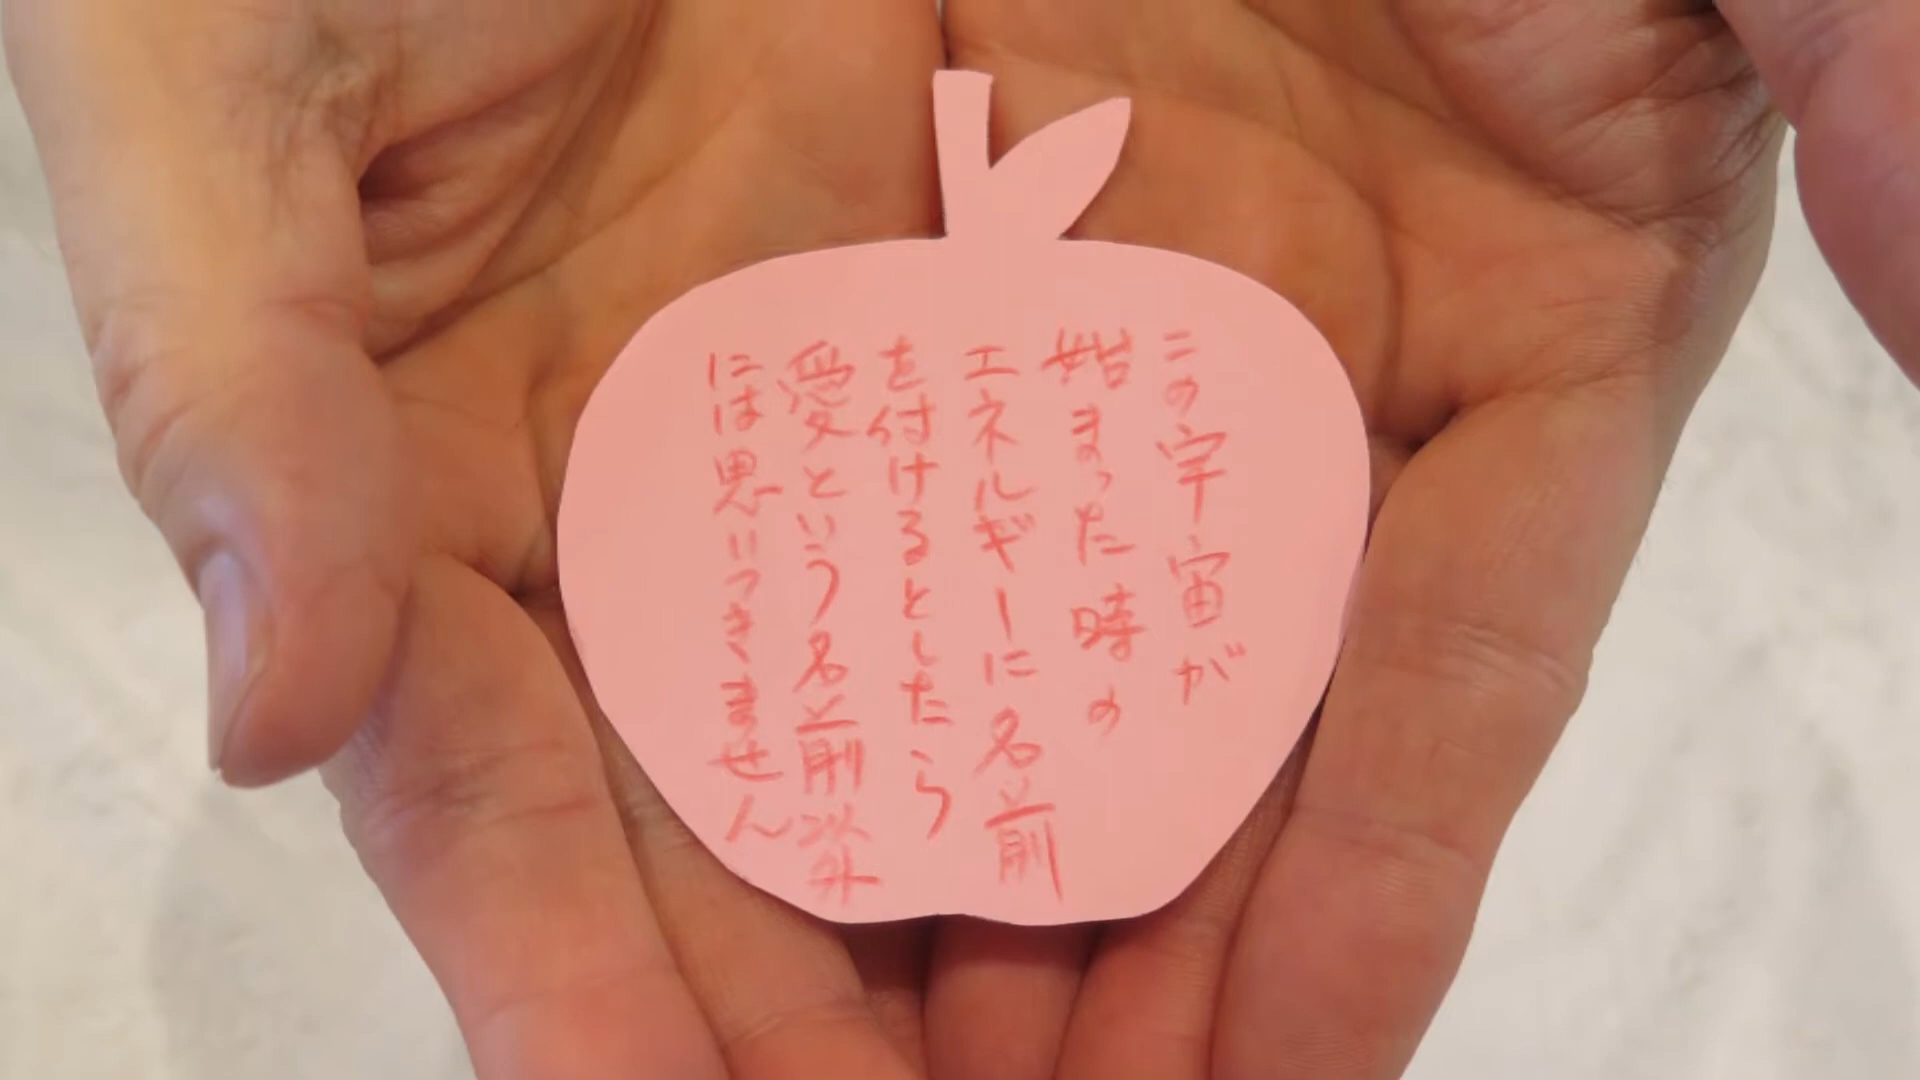 この宇宙が
始まった時の
エネルギーに名前
を付けるとしたら
愛という名前以外
には思いつきません